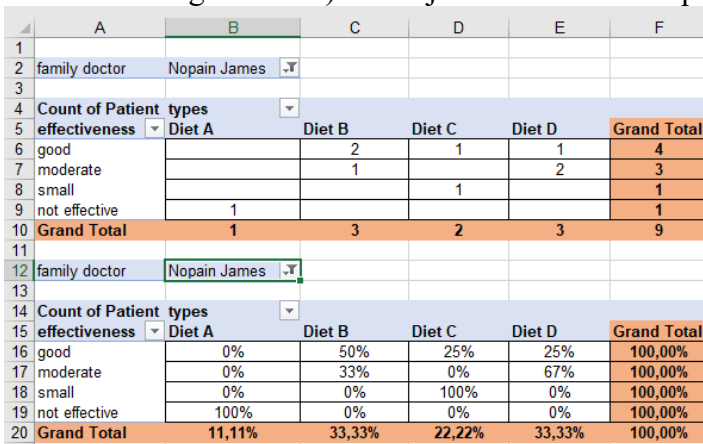 A B C D E F
1
2 family doctor Nopain James
3
4 Count of Patient types
5 effectiveness Diet A Diet B Diet C Diet D Grand Total
6 good 2 1 1 4
7 moderate 1 2 3
8 small 1 1
9 not effective 1 1
10 Grand Total 1 3 2 3 9
11
12 family doctor Nopain James
13
14 Count of Patient types
15 effectiveness Diet A Diet B Diet C Diet D Grand Total
16 good 0% 50% 25% 25% 100,00%
17 moderate 0% 33% 0% 67% 100,00%
18 small 0% 0% 100% 0% 100,00%
19 not effective 100% 0% 0% 0% 100,00%
20 Grand Total 11,11% 33,33% 22,22% 33,33% 100,00%